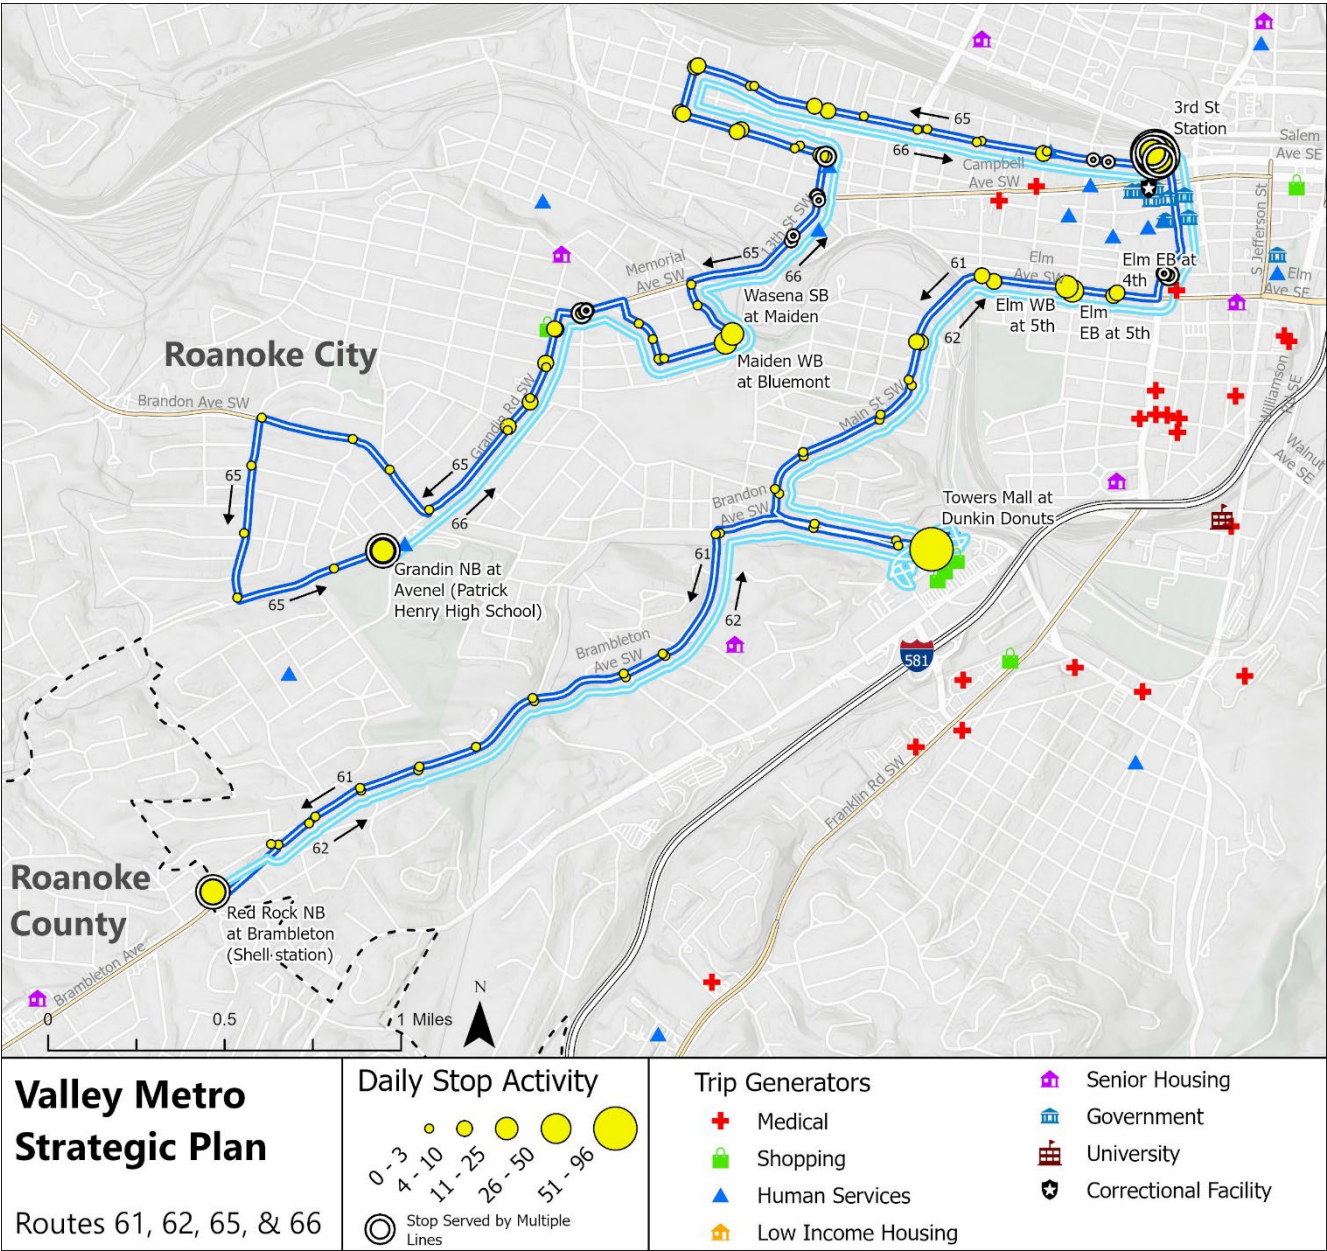 3rd St
Station
Salem
Ave SE
65
66
Campbell
Ave SW
13th St SW
65
66
Memorial
Ave SW
S Jefferson St
Elm EB at
4th
Elm
Ave SE
61
Elm
Ave SW
62
Elm WB
at 5th
Elm
EB at 5th
Wasena SB
at Maiden
Maiden WB
at Bluemont
Roanoke City
Brandon Ave SW
Grandin Rd SW
Main St SW
Williamson
Rd SE
Walnut
Ave SE
65
65
66
Brandon
Ave SW
Towers Mall at
Dunkin Donuts
61
62
Grandin NB at
Avenel (Patrick
Henry High School)
65
Brambleton
Ave SW
581
61
62
Franklin Rd SW
Roanoke
County
Red Rock NB
at Brambleton
(Shell station)
Brambleton Ave
N
0 0.5 1 Miles
Valley Metro
Strategic Plan
Routes 61, 62, 65, & 66
Daily Stop Activity
0 - 3
4 - 10
11 - 25
26 - 50
51 - 96
Stop Served by Multiple
Lines
Trip Generators
Medical
Shopping
Human Services
Low Income Housing
Senior Housing
Government
University
Correctional Facility